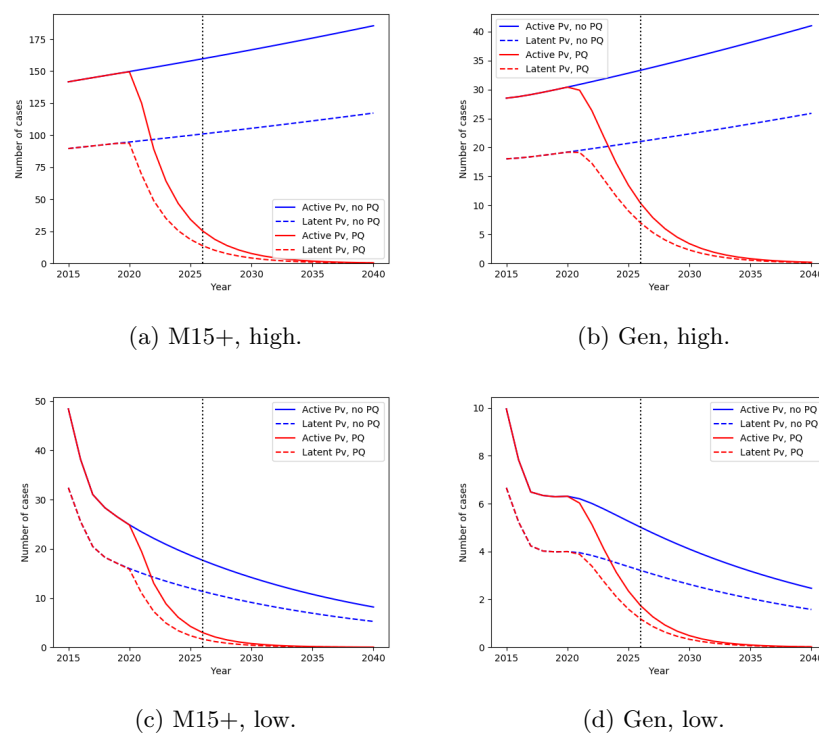 175
150
125
100
75
50
25
0
Number of cases
Active Pv, no PQ
Latent Pv, no PQ
Active Pv, PQ
Latent Pv, PQ
2015 2020 2025 2030 2035 2040
Year
(a) M15+, high.
40
35
30
25
20
15
10
5
0
Number of cases
Active Pv, no PQ
Latent Pv, no PQ
Active Pv, PQ
Latent Pv, PQ
2015 2020 2025 2030 2035 2040
Year
(b) Gen, high.
50
40
30
20
10
0
Number of cases
Active Pv, no PQ
Latent Pv, no PQ
Active Pv, PQ
Latent Pv, PQ
2015 2020 2025 2030 2035 2040
Year
(c) M15+, low.
10
8
6
4
2
0
Number of cases
Active Pv, no PQ
Latent Pv, no PQ
Active Pv, PQ
Latent Pv, PQ
2015 2020 2025 2030 2035 2040
Year
(d) Gen, low.